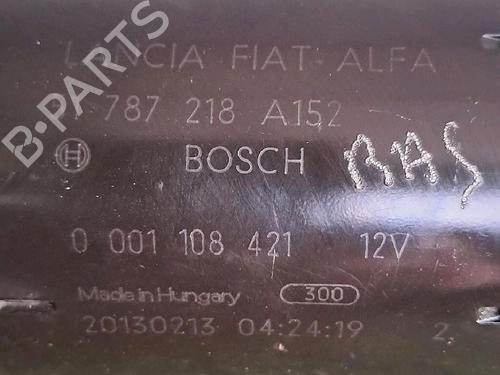 LANCIA FIAT ALFA
787 218 A152
BOSCH
BAS
0 001 108 421 12V
Made in Hungary 300
20130213 04:24:19 2
B-PARTS